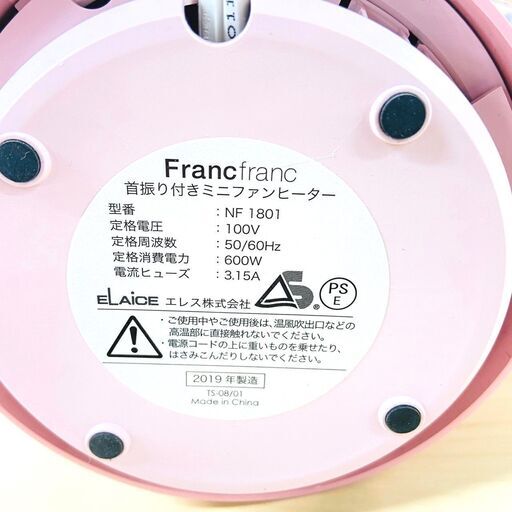 Francfranc
首振り付きミニファンヒーター
型番 : NF 1801
定格電圧 : 100V
定格周波数 : 50/60Hz
定格消費電力 : 600W
電流ヒューズ : 3.15A
ELAiCE エレス株式会社
S
PS
E
・ご使用中やご使用後は、温風吹出口などの
高温部に直接触れないでください。
・電源コードの上に重いものを乗せたり、
はさみこんだりしないでください。
2019 年製造
TS-08/01
Made in China